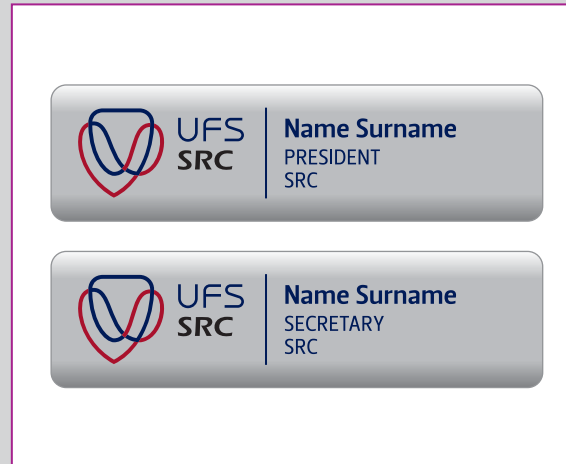 UFS
SRC
Name Surname
PRESIDENT
SRC
UFS
SRC
Name Surname
SECRETARY
SRC